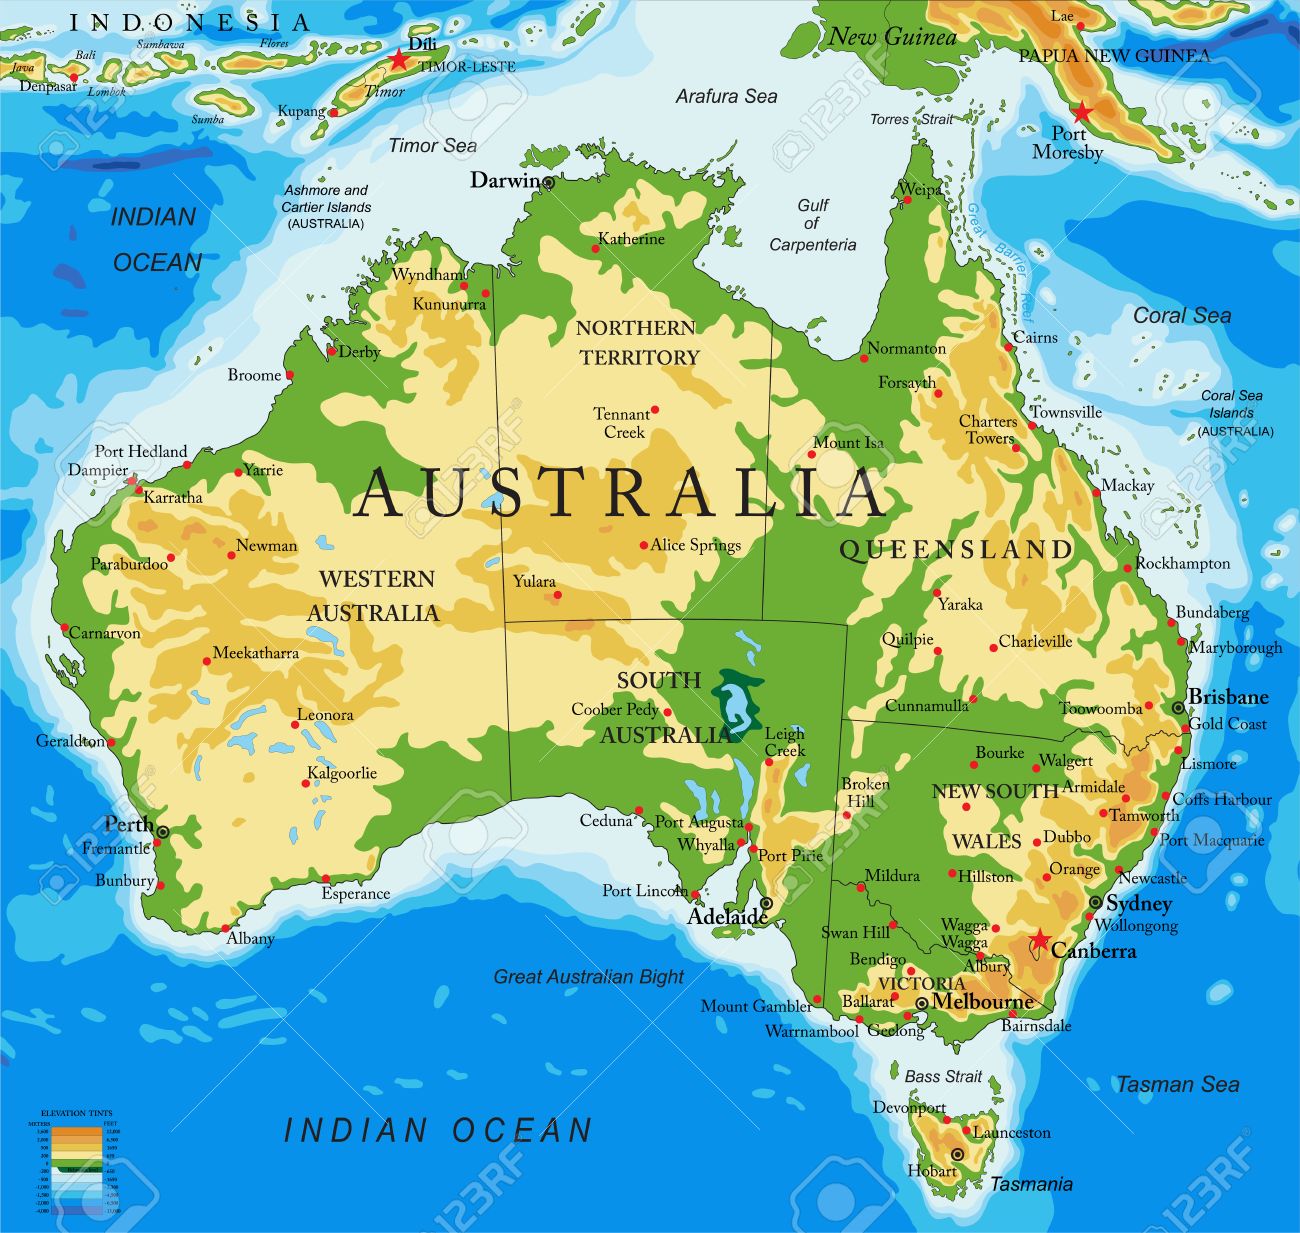 INDONESIA
Java
Bali
Denpasar
Lombok
Sumbawa
Flores
Sumba
Dili
TIMOR-LESTE
Timor
Kupang
New Guinea
Lae
PAPUA NEW GUINEA
Port
Moresby
Arafura Sea
Torres Strait
Timor Sea
Ashmore and
Cartier Islands
(AUSTRALIA)
INDIAN
OCEAN
Darwin
Gulf
of
Carpenteria
Weipa
Great Barrier Reef
Coral Sea
Coral Sea
Islands
(AUSTRALIA)
Katherine
Wyndham
Kununurra
Derby
Broome
NORTHERN
TERRITORY
Tennant
Creek
Normanton
Forsayth
Cairns
Charters
Towers
Townsville
Mount Isa
Mackay
Port Hedland
Dampier
Karratha
Yarrie
AUSTRALIA
Newman
Paraburdoo
WESTERN
AUSTRALIA
Alice Springs
Yulara
QUEENSLAND
Rockhampton
Yaraka
Bundaberg
Maryborough
Quilpie
Charleville
Carnarvon
Meekatharra
SOUTH
AUSTRALIA
Coober Pedy
Cunnamulla
Toowoomba
Brisbane
Gold Coast
Leonora
Geraldton
Kalgoorlie
Leigh
Creek
Bourke
Walgert
Lismore
Broken
Hill
NEW SOUTH
WALES
Armidale
Coffs Harbour
Tamworth
Port Macquarie
Perth
Fremantle
Bunbury
Esperance
Albany
Ceduna
Port Augusta
Whyalla
Port Pirie
Port Lincoln
Adelaide
Dubbo
Orange
Newcastle
Mildura
Hillston
Sydney
Wollongong
Swan Hill
Wagga
Wagga
Canberra
Albury
Bendigo
VICTORIA
Ballarat
Melbourne
Mount Gambler
Warrnambool
Geelong
Bairnsdale
Great Australian Bight
Bass Strait
Tasman Sea
Devonport
Launceston
Hobart
Tasmania
INDIAN OCEAN
ELEVATION TINTS
METERS
FEET
123RF